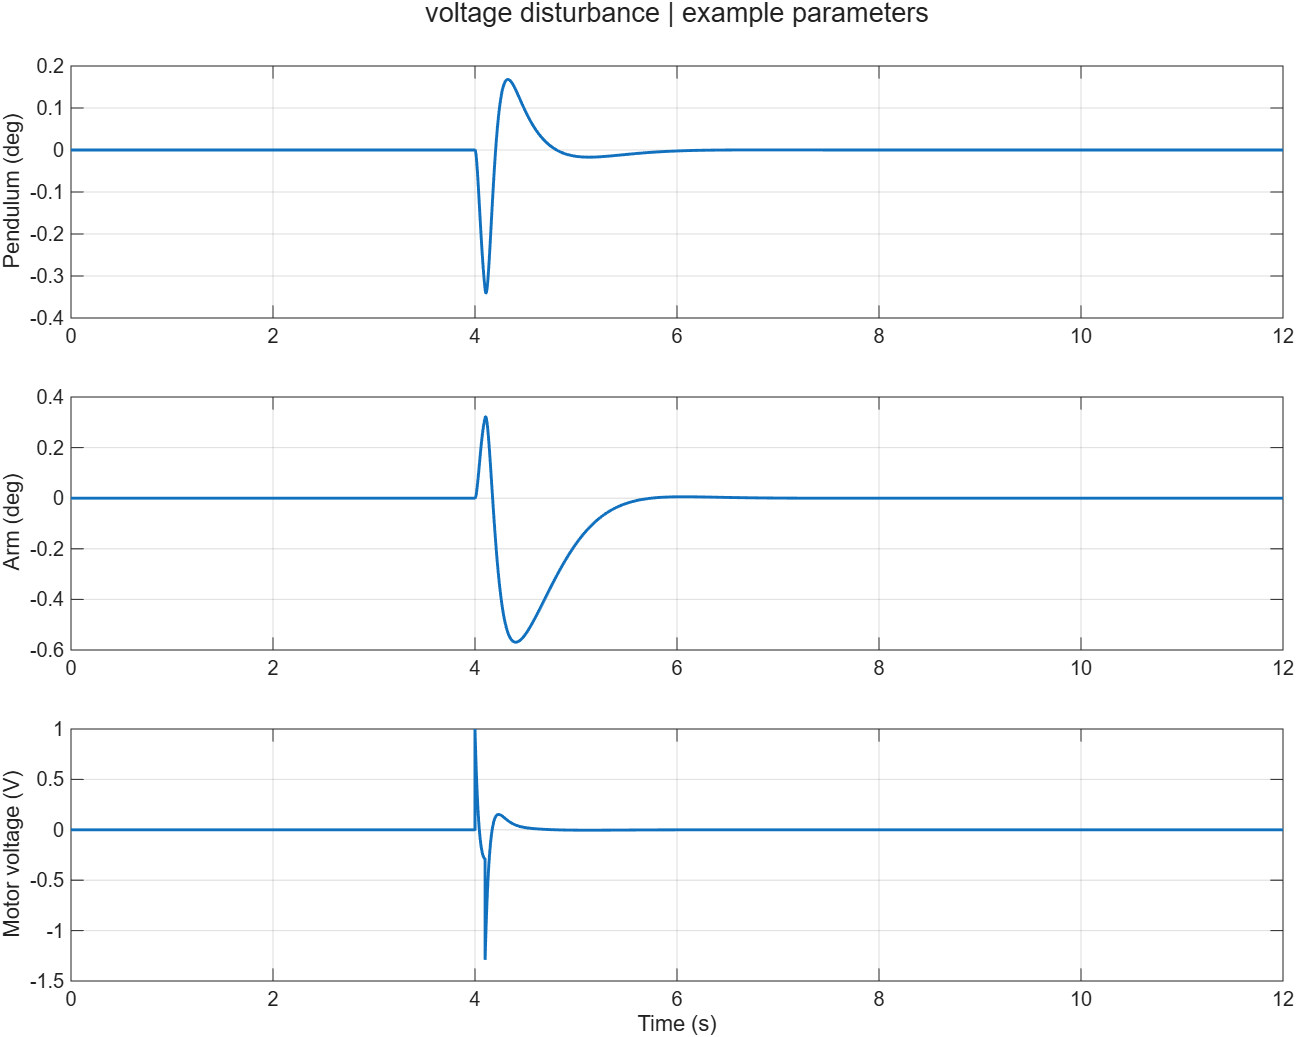 voltage disturbance | example parameters
0.2
0.1
0
-0.1
-0.2
-0.3
-0.4
Pendulum (deg)
0 2 4 6 8 10 12
0.4
0.2
0
-0.2
-0.4
-0.6
Arm (deg)
0 2 4 6 8 10 12
1
0.5
0
-0.5
-1
-1.5
Motor voltage (V)
0 2 4 6 8 10 12
Time (s)